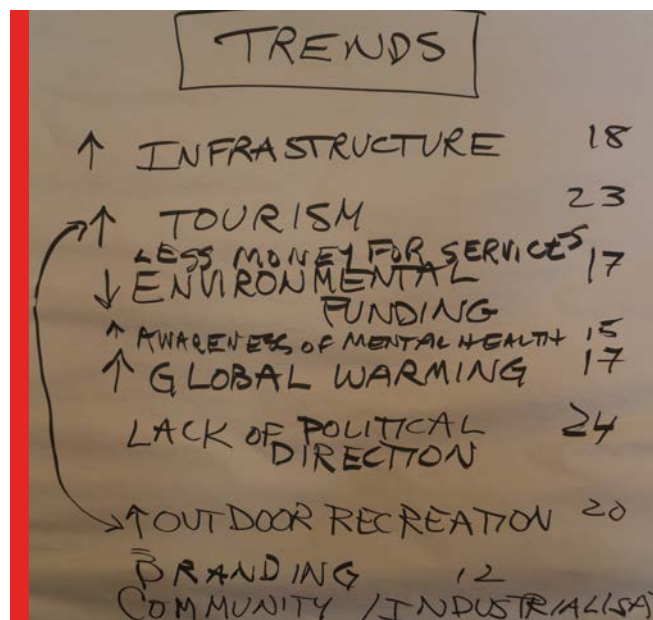 TRENDS
↑ INFRASTRUCTURE 18
↑ TOURISM 23
LESS MONEY FOR SERVICES
↓ ENVIRONMENTAL 17
FUNDING
↑ AWARENESS OF MENTAL HEALTH 15
↑ GLOBAL WARMING 17
LACK OF POLITICAL 24
DIRECTION
↑ OUTDOOR RECREATION 20
BRANDING 12
COMMUNITY / INDUSTRIALISA